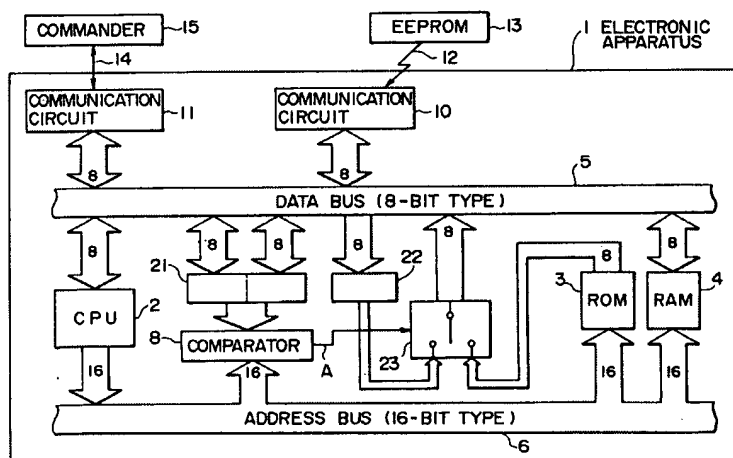 COMMANDER 15
14
EEPROM 13
12
1 ELECTRONIC
APPARATUS
COMMUNICATION
CIRCUIT
11
COMMUNICATION
CIRCUIT
10
8
8
5
DATA BUS (8-BIT TYPE)
8
8
8
8
8
8
8
21
22
CPU
2
8
COMPARATOR
A
23
3
ROM
4
RAM
16
16
16
16
ADDRESS BUS (16-BIT TYPE)
6